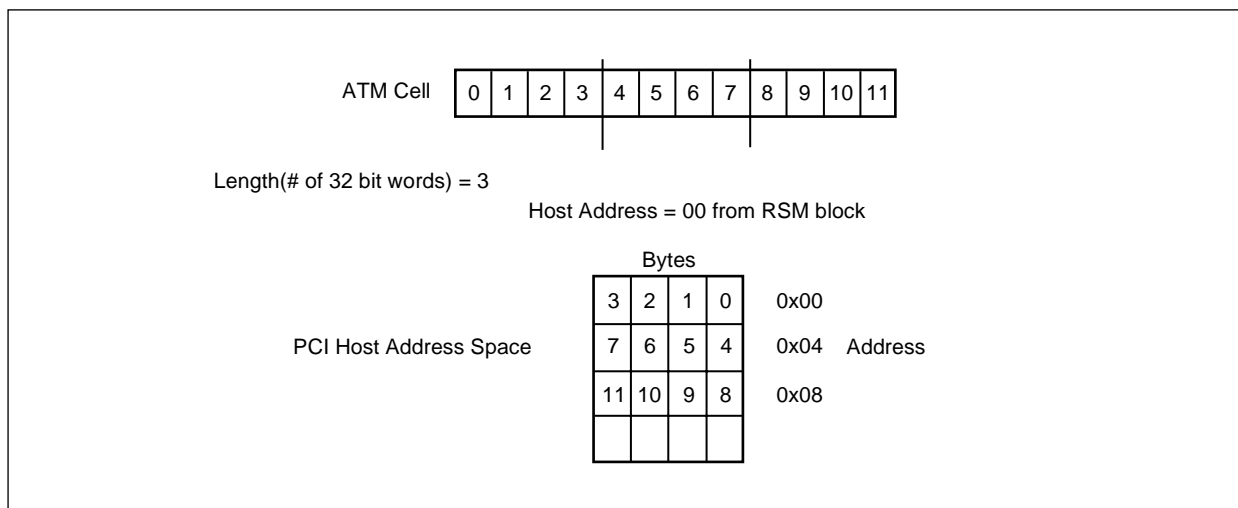 ATM Cell 0 1 2 3 4 5 6 7 8 9 10 11
Length(# of 32 bit words) = 3
Host Address = 00 from RSM block
Bytes
3 2 1 0 0x00
PCI Host Address Space 7 6 5 4 0x04 Address
11 10 9 8 0x08